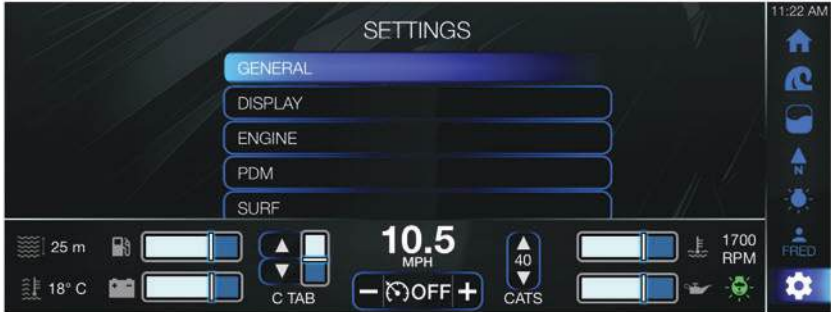 11:22 AM
SETTINGS
GENERAL
DISPLAY
ENGINE
PDM
SURF
N
FRED
25 m
10.5
MPH
40
1700
RPM
18° C
C TAB
OFF
CATS